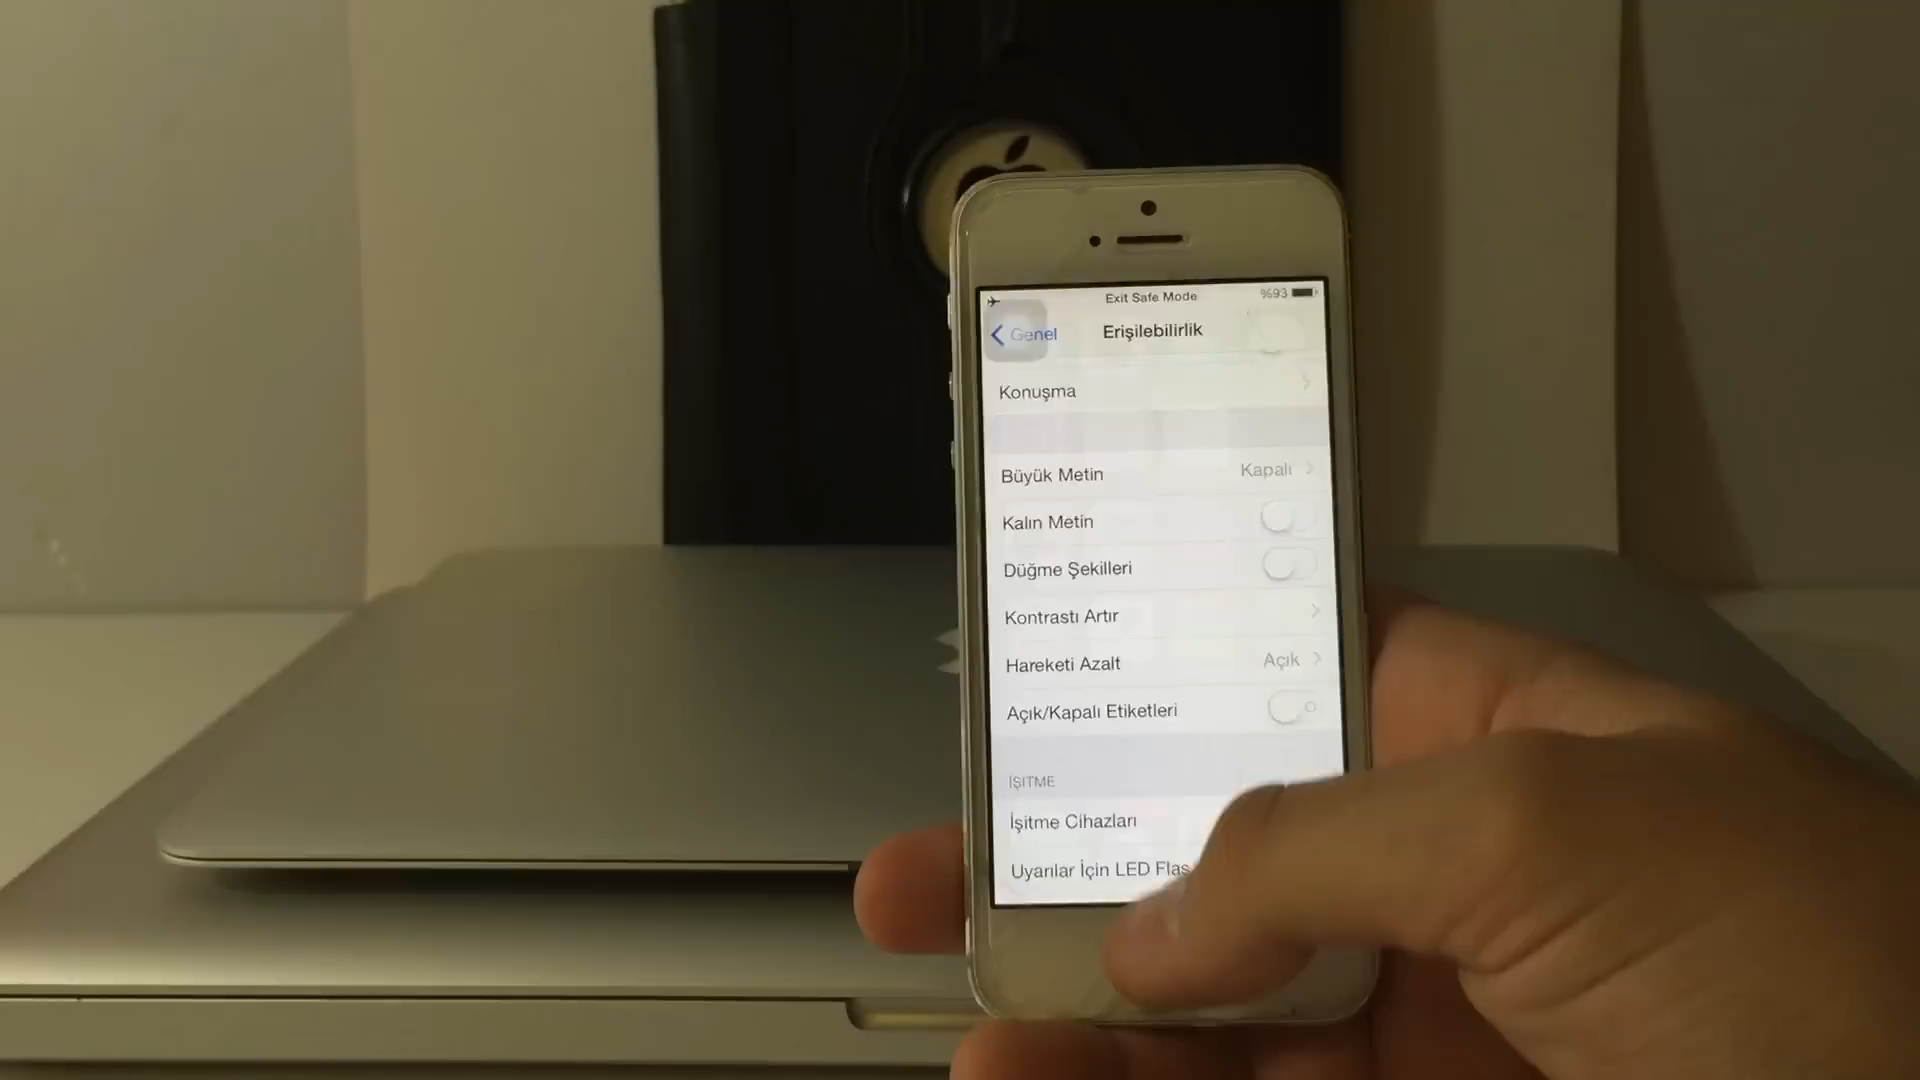 Exit Safe Mode %93
Genel Erişilebilirlik
Konuşma
Büyük Metin Kapalı
Kalın Metin
Düğme Şekilleri
Kontrastı Artır
Hareketi Azalt Açık
Açık/Kapalı Etiketleri
İŞİTME
İşitme Cihazları
Uyarılar İçin LED Flaş